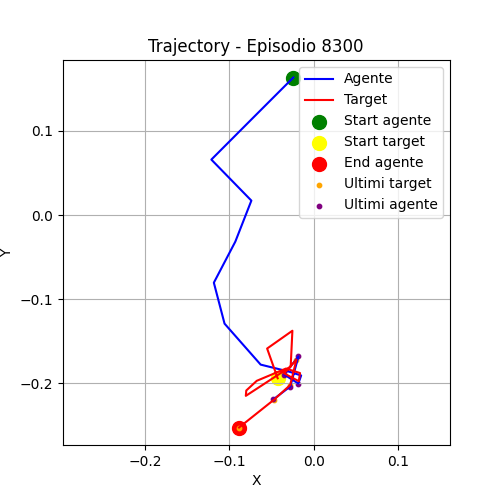 Trajectory - Episodio 8300
Agente
Target
Start agente
Start target
End agente
Ultimi target
Ultimi agente
Y
0.1
0.0
−0.1
−0.2
−0.2
−0.1
0.0
0.1
X